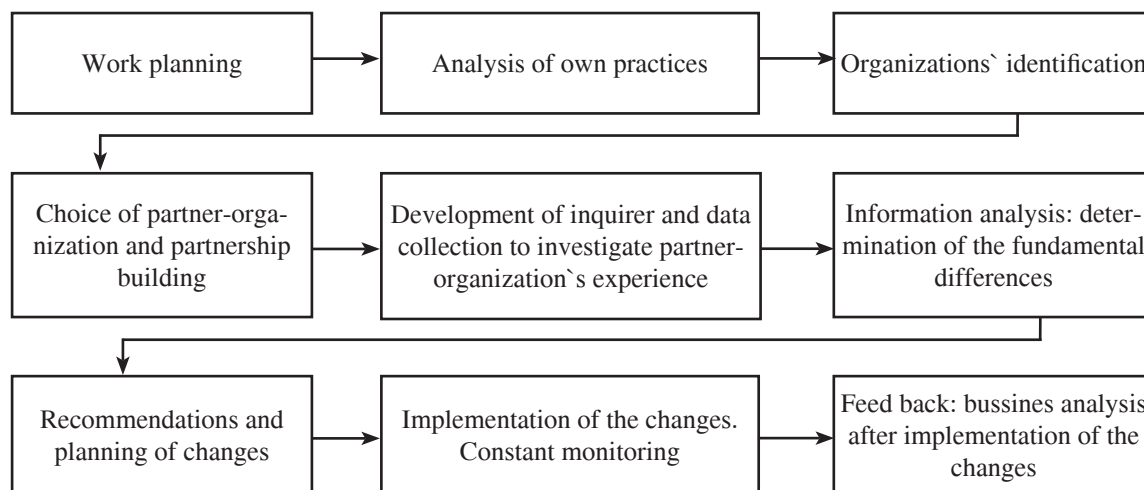 Work planning
Analysis of own practices
Organizations` identification
Choice of partner-orga-
nization and partnership
building
Development of inquirer and data
collection to investigate partner-
organization`s experience
Information analysis: deter-
mination of the fundamental
differences
Recommendations and
planning of changes
Implementation of the changes.
Constant monitoring
Feed back: bussines analysis
after implementation of the
changes